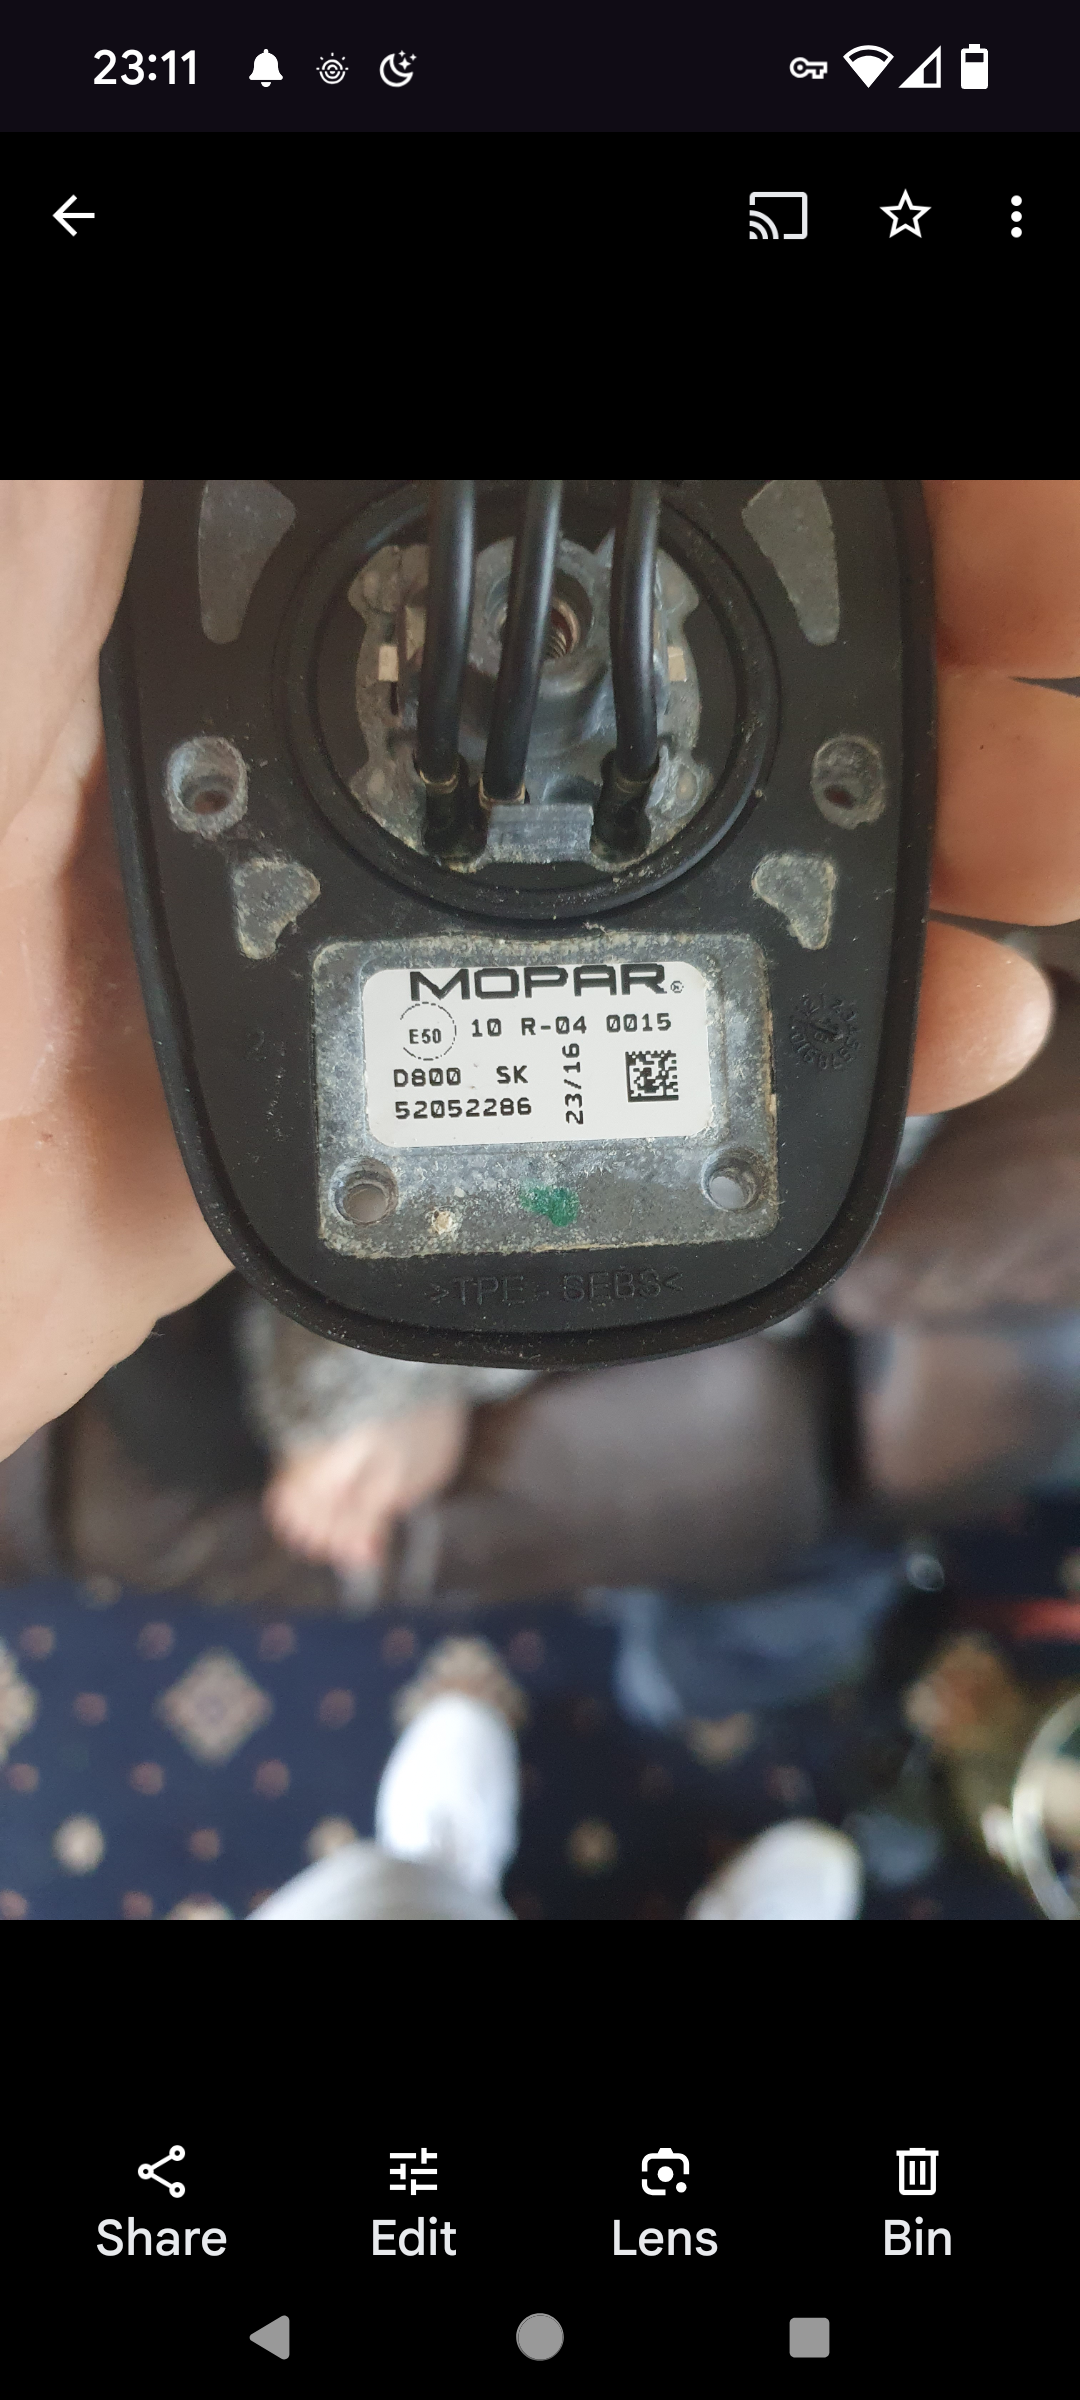 23:11
MOPAR®
E50 10 R-04 0015
D800 SK
52052286
23/16
>TPE-SEBS<
Share Edit Lens Bin